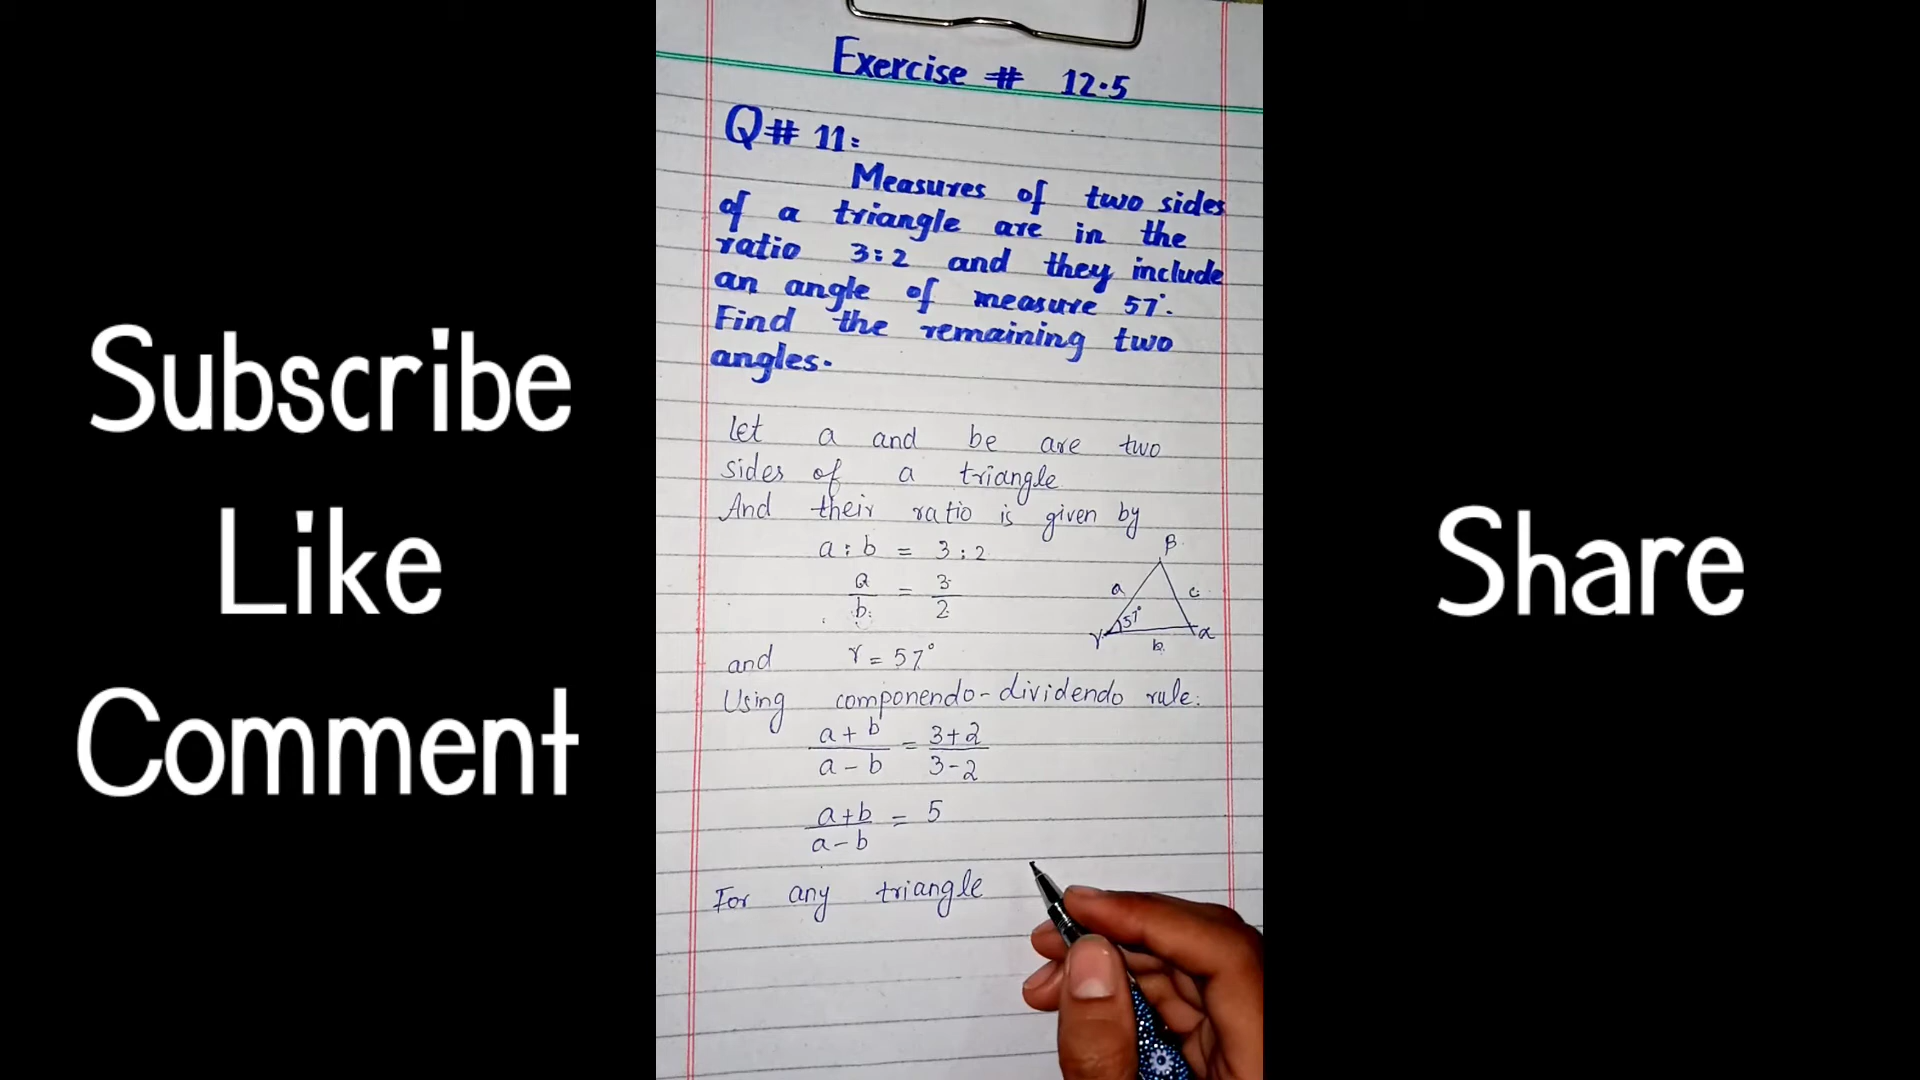 Subscribe
Like
Comment
Exercise # 12.5
Q# 11:
Measures of two sides
of a triangle are in the
ratio 3:2 and they include
an angle of measure 57°.
Find the remaining two
angles.
Let a and be are two
sides of a triangle
And their ratio is given by
a : b = 3 : 2
a/b = 3/2
β
a
c
57°
γ
b
α
and γ = 57°
Using componendo-dividendo rule.
a + b / a - b = 3+2 / 3-2
a+b / a-b = 5
For any triangle
Share